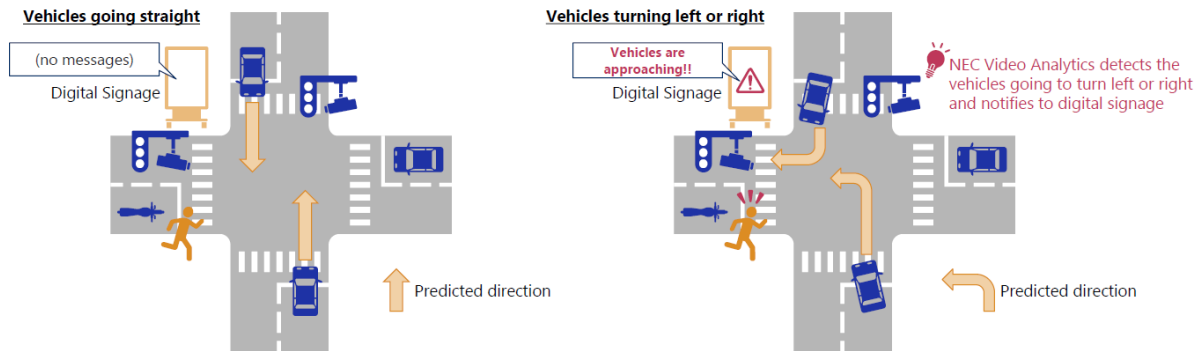 Vehicles going straight
(no messages)
Digital Signage
Predicted direction
Vehicles turning left or right
Vehicles are
approaching!!
Digital Signage
NEC Video Analytics detects the
vehicles going to turn left or right
and notifies to digital signage
Predicted direction